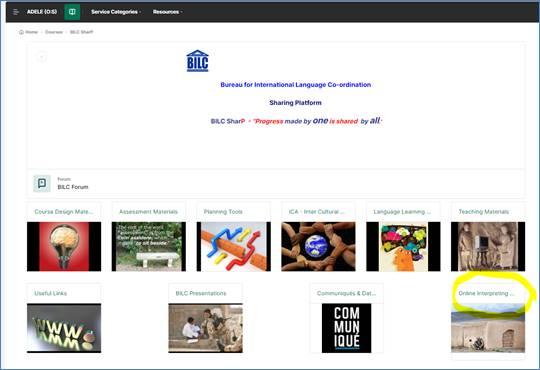 ADELE (O:S)
Service Categories
Resources
Home
Courses
BILC SharP
BILC
Bureau for International Language Co-ordination
Sharing Platform
BILC SharP - "Progress made by one is shared by all"
Forum
BILC Forum
Course Design Mate...
Assessment Materials
Planning Tools
ICA - Inter Cultural ...
Language Learning ...
Teaching Materials
The root of the word
"assessment" is from the
Latin assidere, which
means "to sit beside."
Useful Links
BILC Presentations
Communiqués & Dat...
Online Interpreting ...
WWW.
COM
MUN
IQUÉ